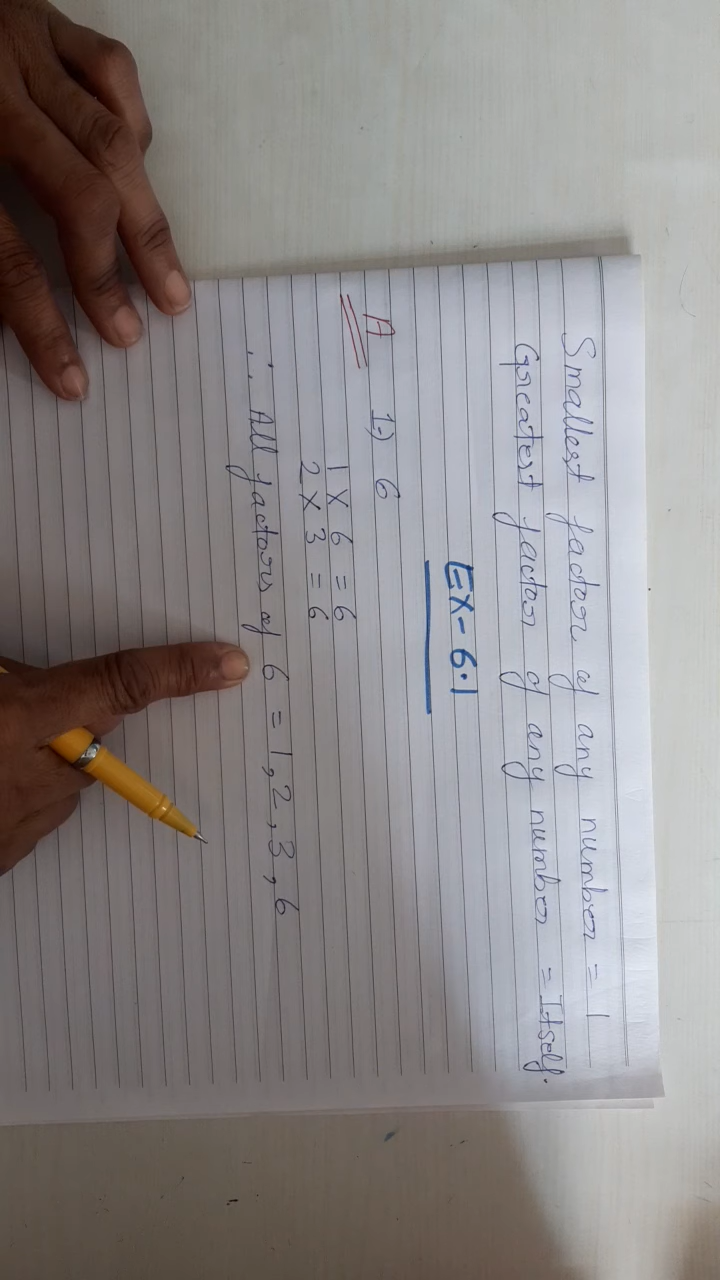 Smallest factor of any number = 1
Greatest factor of any number = Itself.
EX-6.1
A 1) 6
1 X 6 = 6
2 X 3 = 6
∴ All factors of 6 = 1, 2, 3, 6